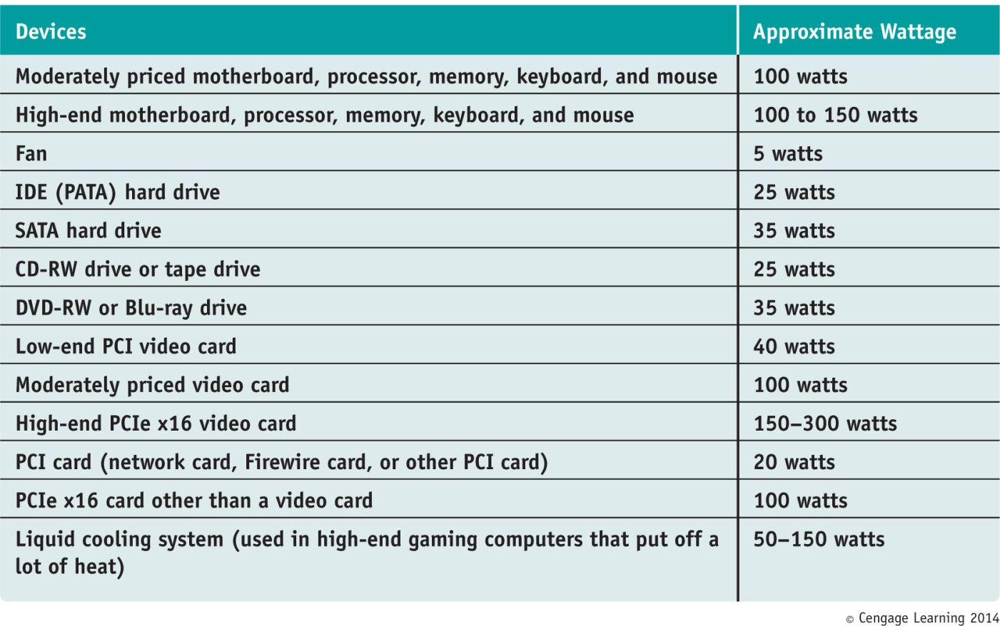 Devices Approximate Wattage
Moderately priced motherboard, processor, memory, keyboard, and mouse 100 watts
High-end motherboard, processor, memory, keyboard, and mouse 100 to 150 watts
Fan 5 watts
IDE (PATA) hard drive 25 watts
SATA hard drive 35 watts
CD-RW drive or tape drive 25 watts
DVD-RW or Blu-ray drive 35 watts
Low-end PCI video card 40 watts
Moderately priced video card 100 watts
High-end PCIe x16 video card 150–300 watts
PCI card (network card, Firewire card, or other PCI card) 20 watts
PCIe x16 card other than a video card 100 watts
Liquid cooling system (used in high-end gaming computers that put off a 50–150 watts
lot of heat)
© Cengage Learning 2014